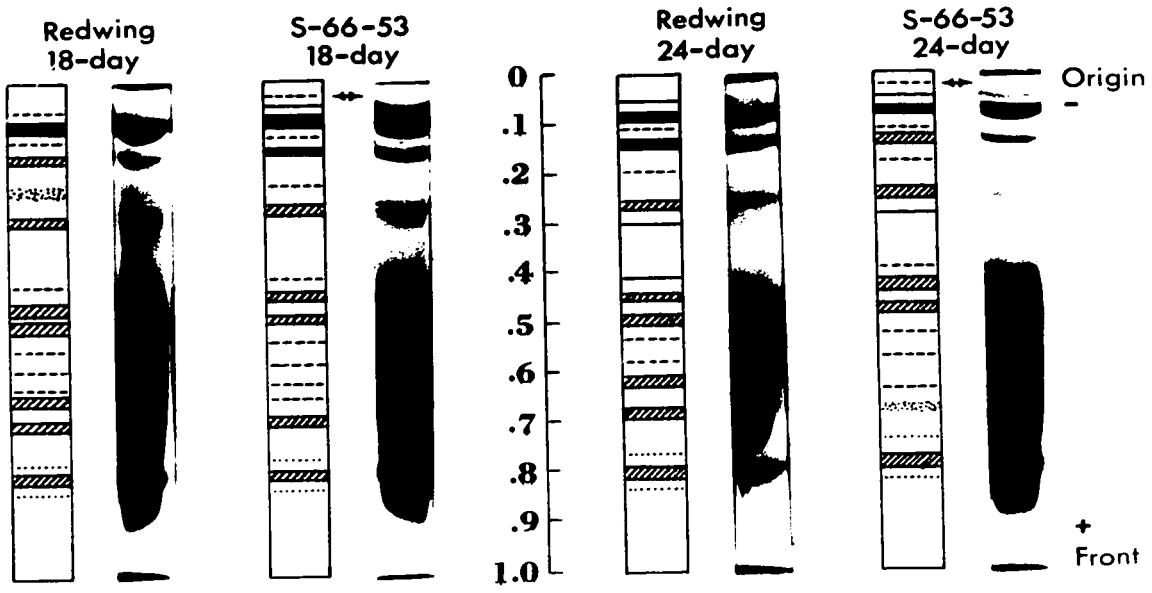 Redwing
18-day
S-66-53
18-day
Redwing
24-day
S-66-53
24-day
0
.1
.2
.3
.4
.5
.6
.7
.8
.9
1.0
Origin
-
+
Front